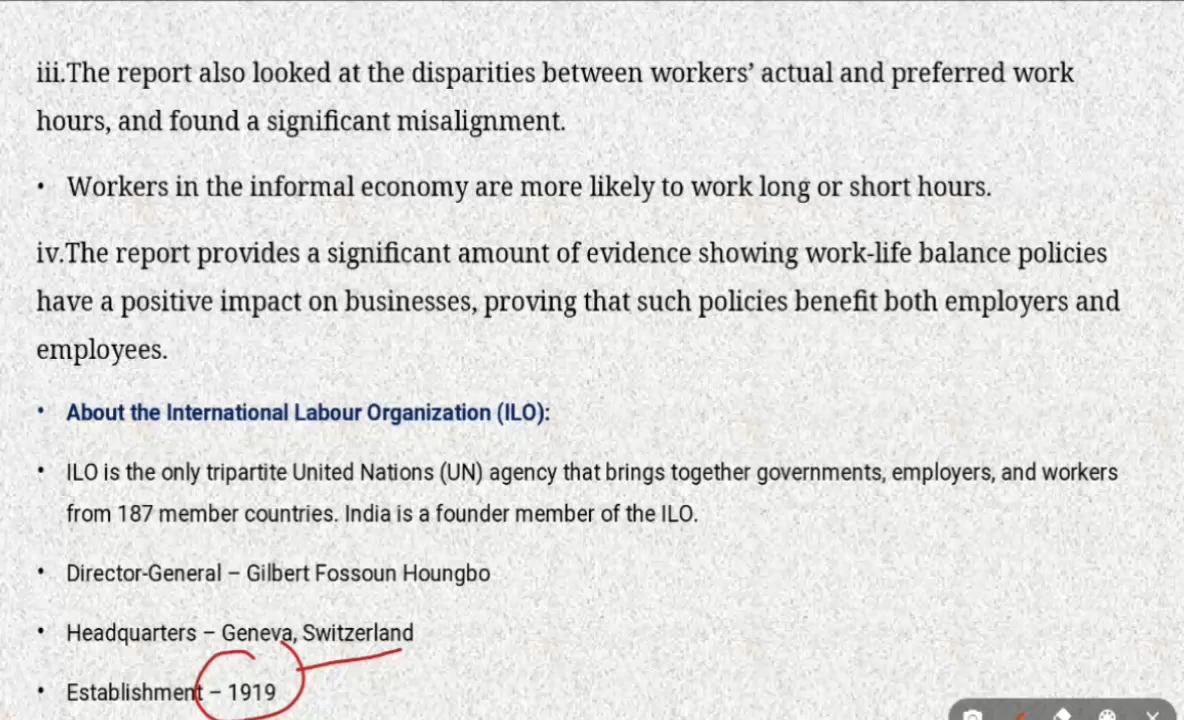 iii.The report also looked at the disparities between workers’ actual and preferred work
hours, and found a significant misalignment.
• Workers in the informal economy are more likely to work long or short hours.
iv.The report provides a significant amount of evidence showing work-life balance policies
have a positive impact on businesses, proving that such policies benefit both employers and
employees.
• About the International Labour Organization (ILO):
• ILO is the only tripartite United Nations (UN) agency that brings together governments, employers, and workers
from 187 member countries. India is a founder member of the ILO.
• Director-General – Gilbert Fossoun Houngbo
• Headquarters – Geneva, Switzerland
• Establishment – 1919